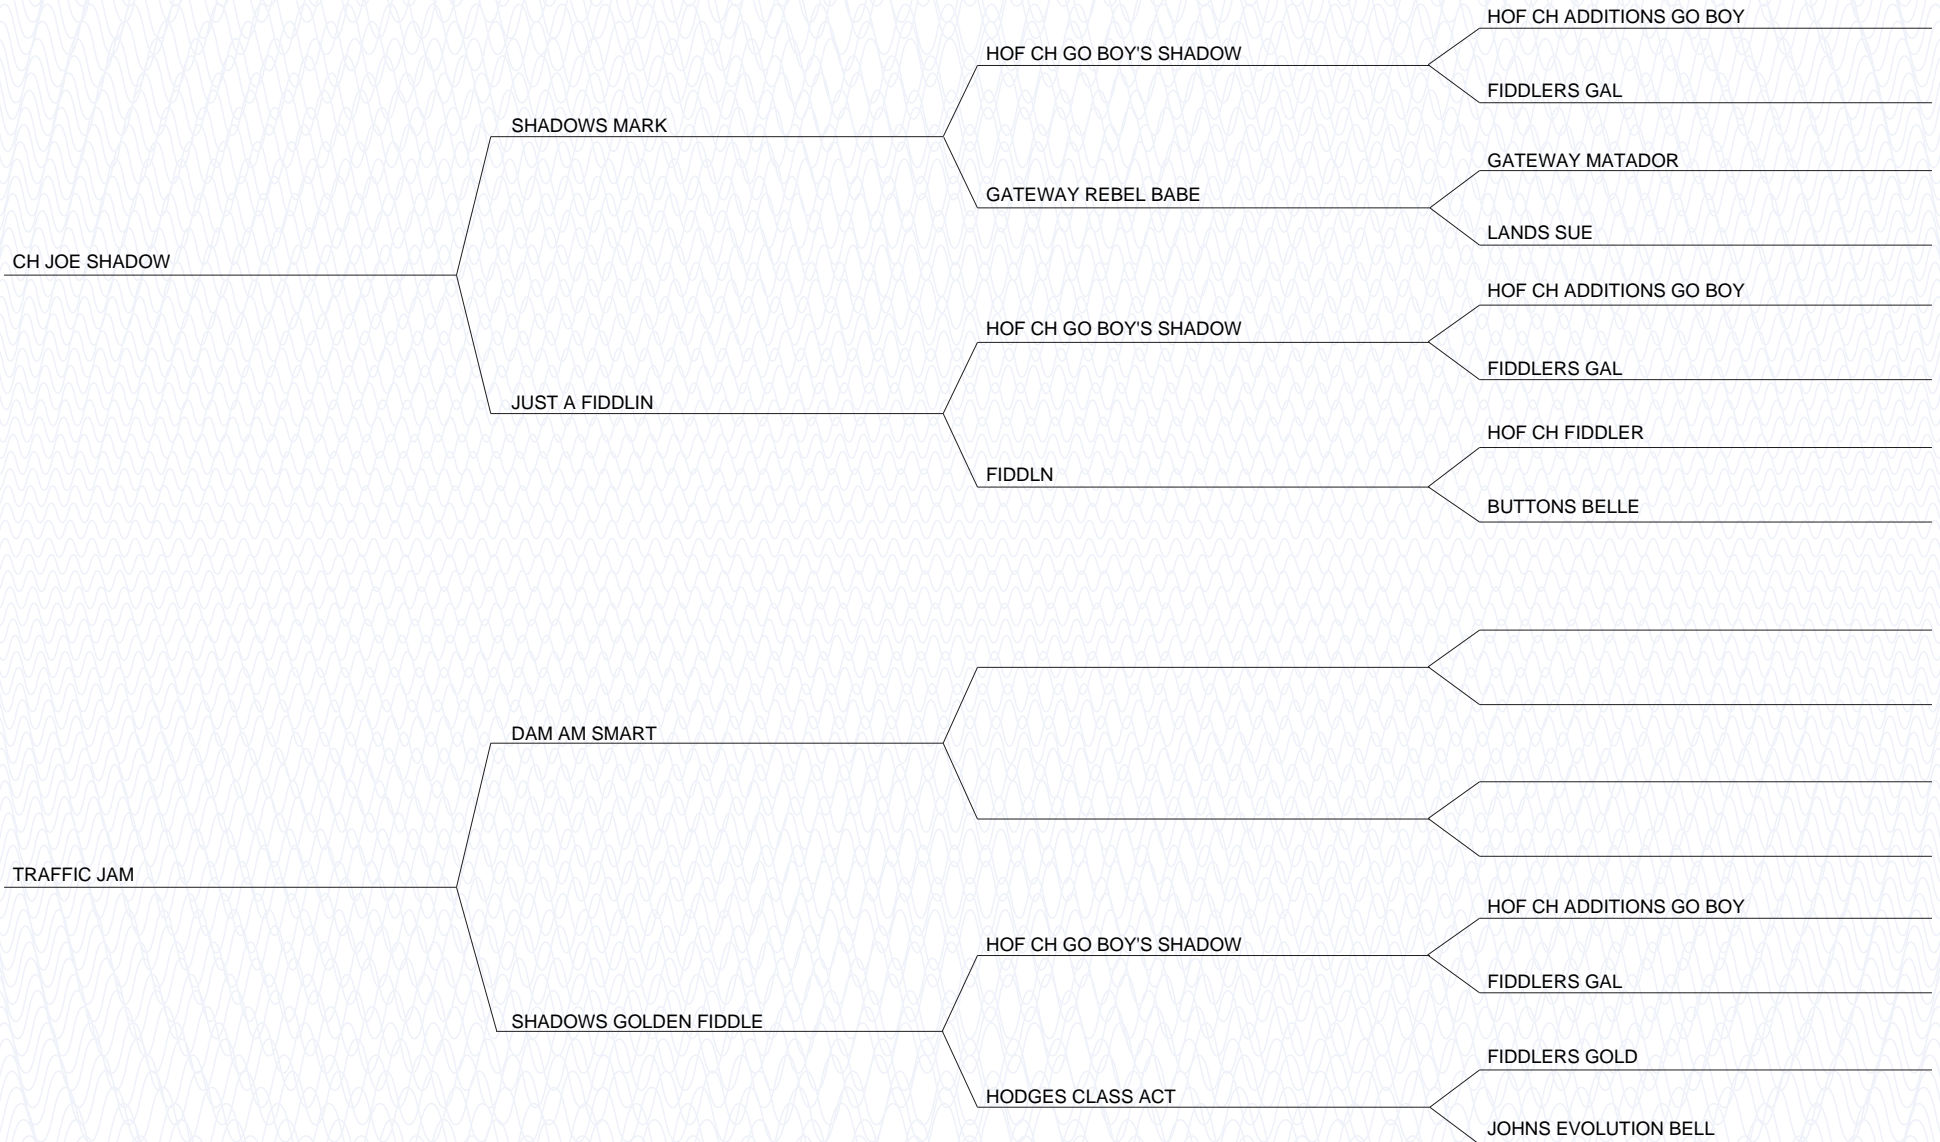 HOF CH ADDITIONS GO BOY
HOF CH GO BOY'S SHADOW
FIDDLERS GAL
SHADOWS MARK
GATEWAY MATADOR
GATEWAY REBEL BABE
LANDS SUE
CH JOE SHADOW
HOF CH ADDITIONS GO BOY
HOF CH GO BOY'S SHADOW
FIDDLERS GAL
JUST A FIDDLIN
HOF CH FIDDLER
FIDDLN
BUTTONS BELLE
DAM AM SMART
TRAFFIC JAM
HOF CH ADDITIONS GO BOY
HOF CH GO BOY'S SHADOW
FIDDLERS GAL
SHADOWS GOLDEN FIDDLE
FIDDLERS GOLD
HODGES CLASS ACT
JOHNS EVOLUTION BELL